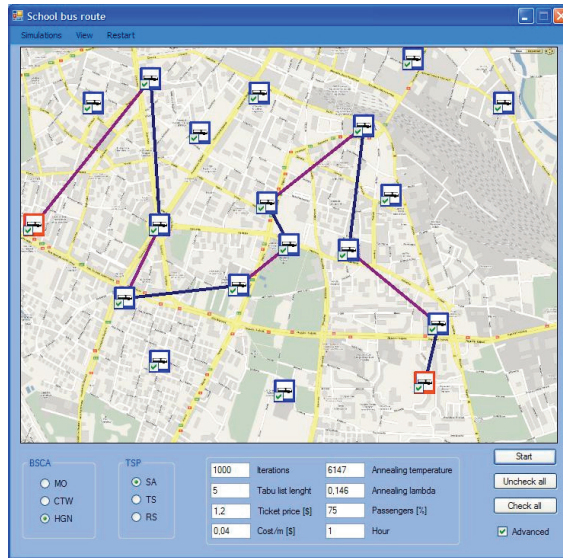 School bus route
Simulations View Restart
BSCA
MO
CTW
HGN
TSP
SA
TS
RS
1000 Iterations 6147 Annealing temperature
5 Tabu list lenght 0,146 Annealing lambda
1,2 Ticket price [$] 75 Passengers [%]
0,04 Cost/m [$] 1 Hour
Start
Uncheck all
Check all
Advanced